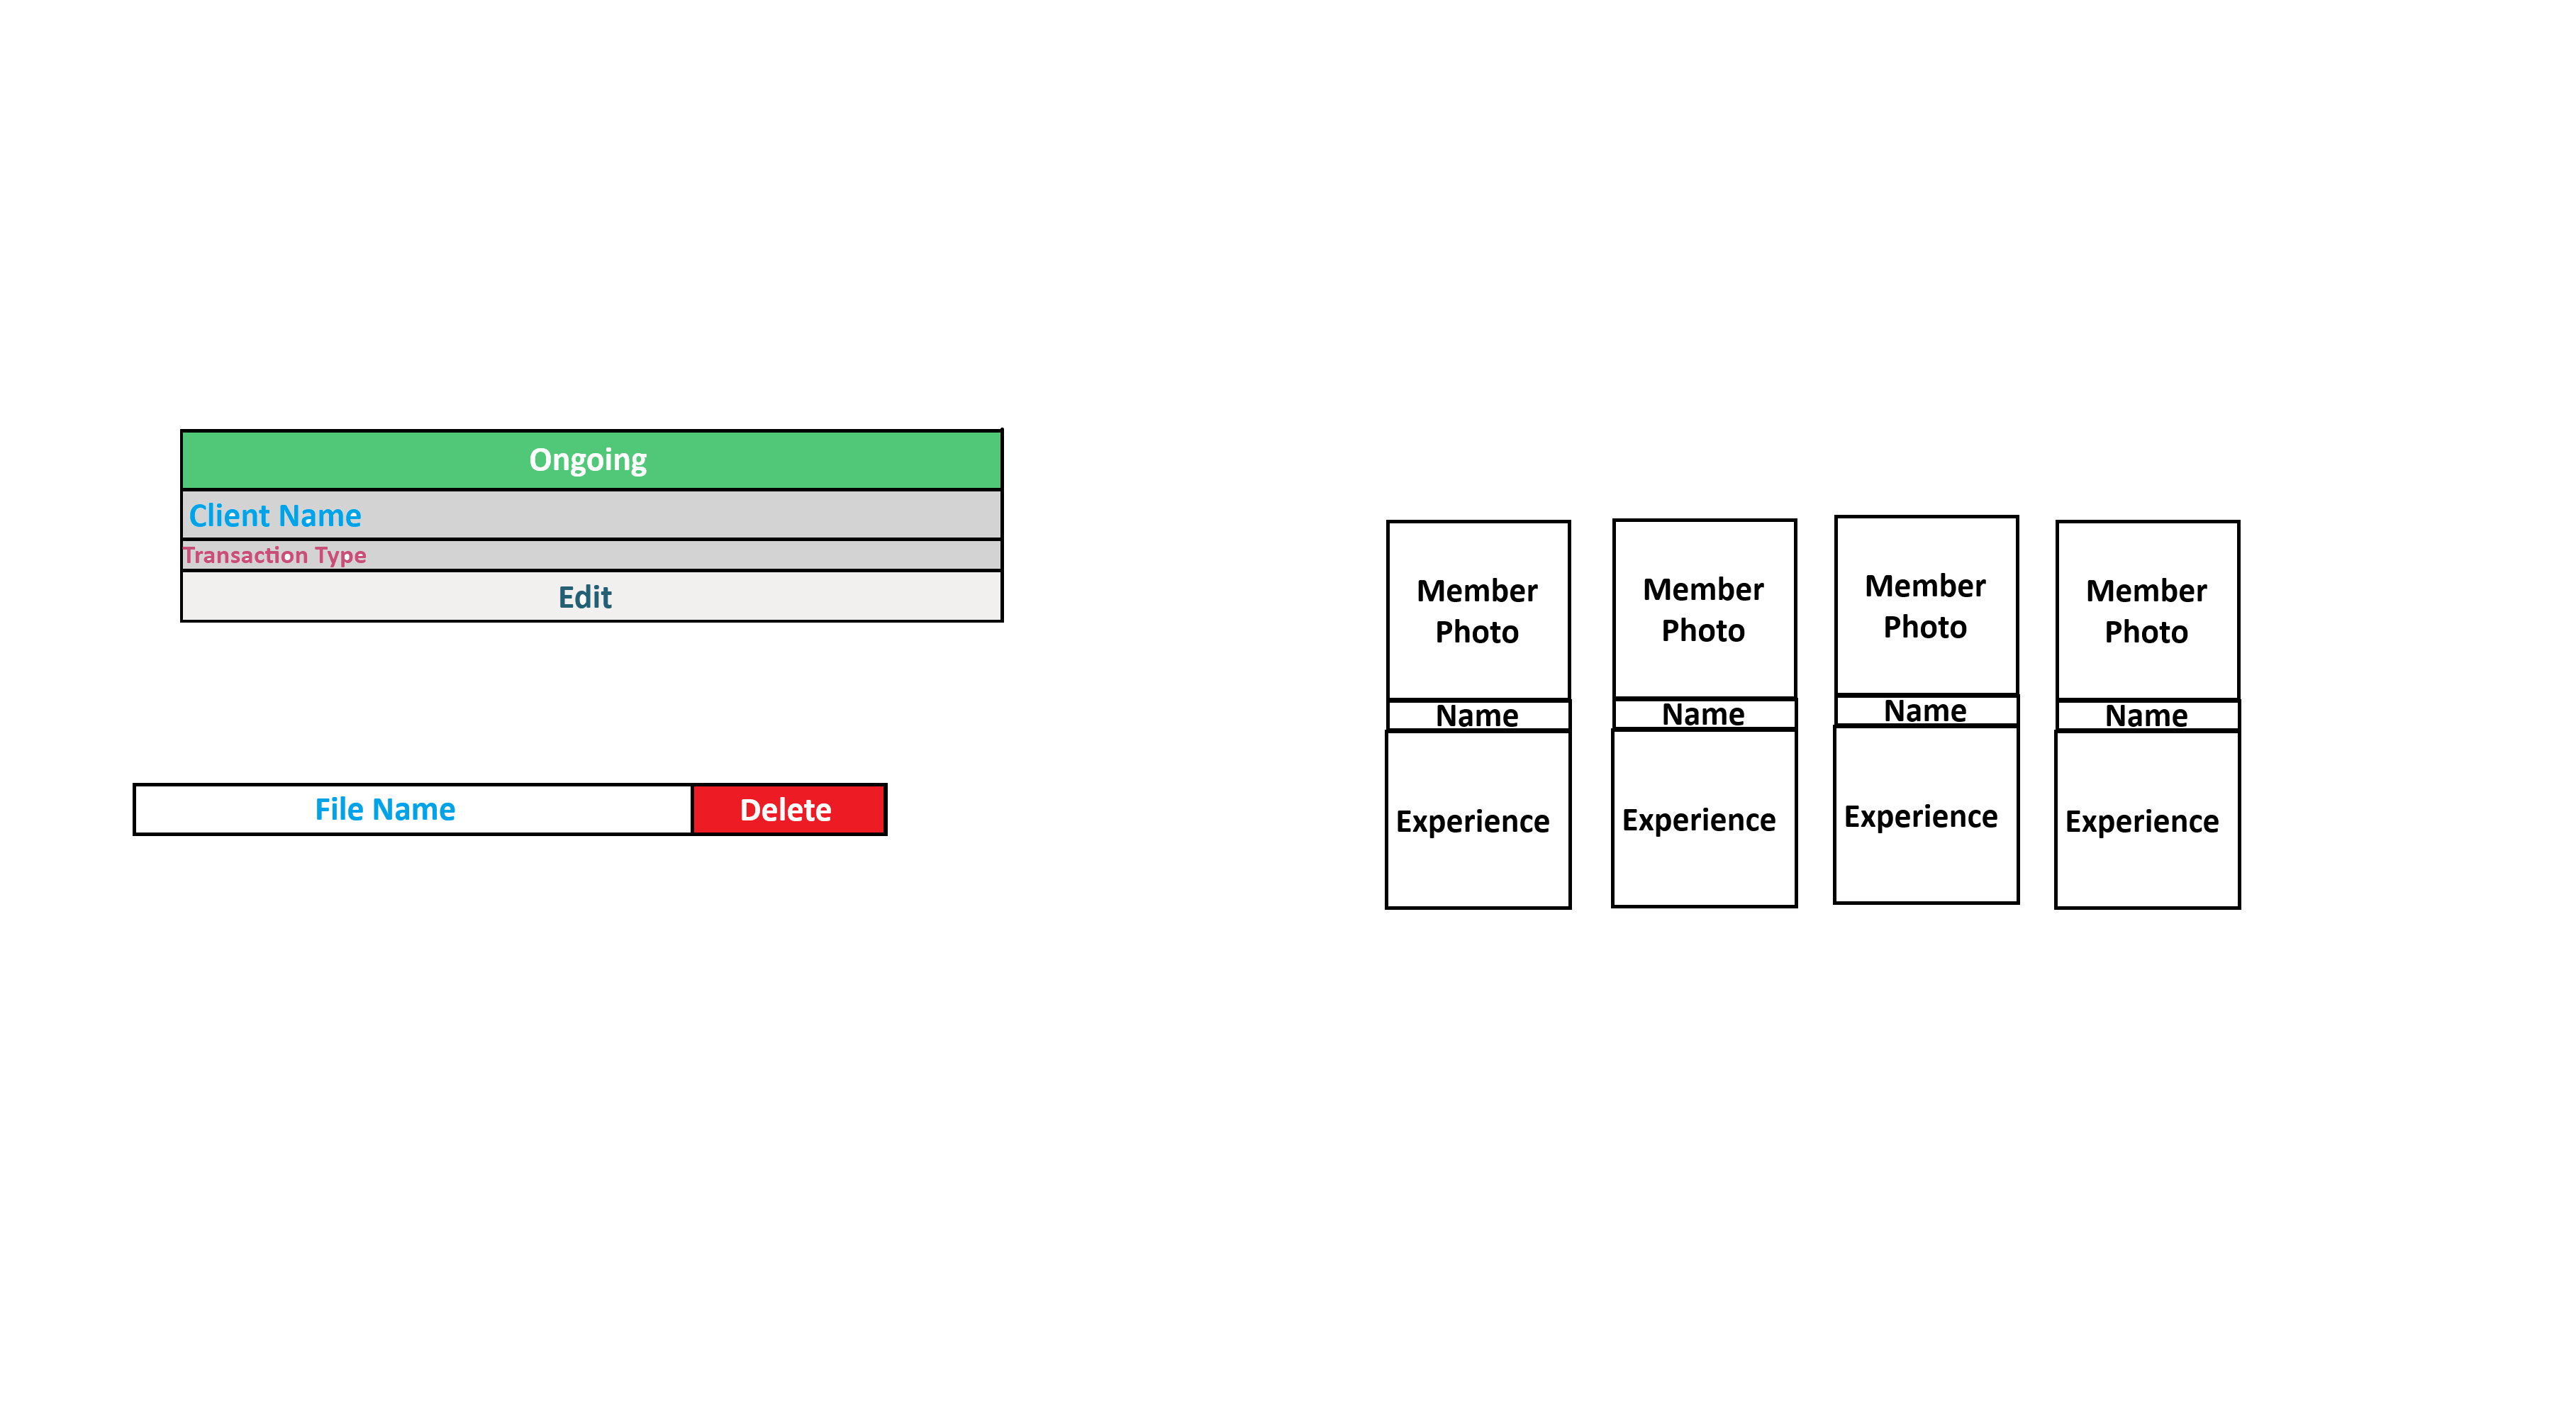 Ongoing
Client Name
Transaction Type
Edit
File Name
Delete
Member
Photo
Name
Experience
Member
Photo
Name
Experience
Member
Photo
Name
Experience
Member
Photo
Name
Experience